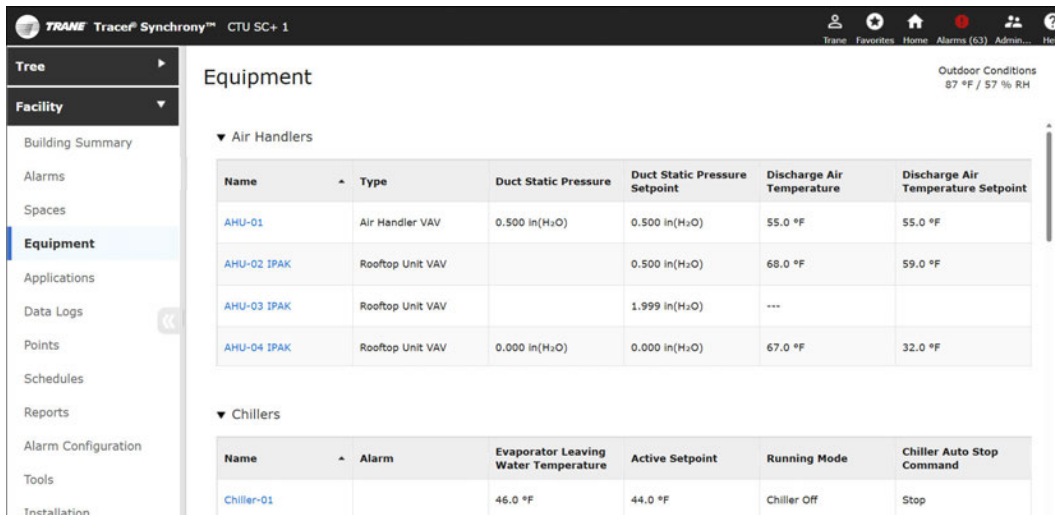 TRANE Tracer® Synchrony™ CTU SC+ 1
Trane Favorites Home Alarms (63) Admin...
Tree
Facility
Building Summary
Alarms
Spaces
Equipment
Applications
Data Logs
Points
Schedules
Reports
Alarm Configuration
Tools
Installation
Equipment
Outdoor Conditions
87 °F / 57 % RH
Air Handlers
Name Type Duct Static Pressure Duct Static Pressure Setpoint Discharge Air Temperature Discharge Air Temperature Setpoint
AHU-01 Air Handler VAV 0.500 in(H₂O) 0.500 in(H₂O) 55.0 °F 55.0 °F
AHU-02 IPAK Rooftop Unit VAV 0.500 in(H₂O) 68.0 °F 59.0 °F
AHU-03 IPAK Rooftop Unit VAV 1.999 in(H₂O) ---
AHU-04 IPAK Rooftop Unit VAV 0.000 in(H₂O) 0.000 in(H₂O) 67.0 °F 32.0 °F
Chillers
Name Alarm Evaporator Leaving Water Temperature Active Setpoint Running Mode Chiller Auto Stop Command
Chiller-01 46.0 °F 44.0 °F Chiller Off Stop